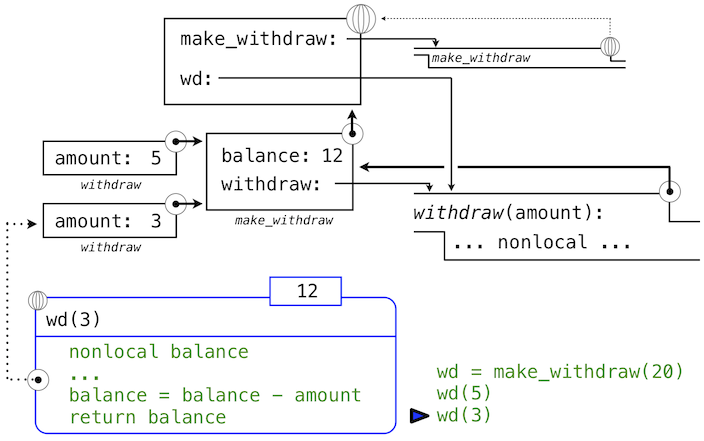 make_withdraw:
make_withdraw
wd:
amount: 5
withdraw
balance: 12
withdraw:
make_withdraw
amount: 3
withdraw
withdraw(amount):
... nonlocal ...
12
wd(3)
nonlocal balance
...
balance = balance - amount
return balance
wd = make_withdraw(20)
wd(5)
wd(3)